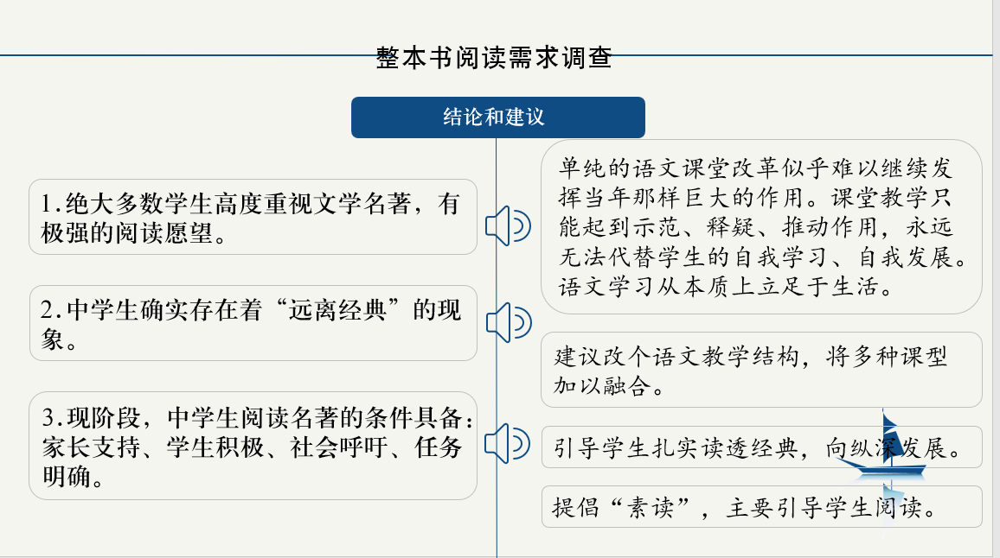 整本书阅读需求调查
结论和建议
1.绝大多数学生高度重视文学名著，有
极强的阅读愿望。
2.中学生确实存在着“远离经典”的现
象。
3.现阶段，中学生阅读名著的条件具备：
家长支持、学生积极、社会呼吁、任务
明确。
单纯的语文课堂改革似乎难以继续发
挥当年那样巨大的作用。课堂教学只
能起到示范、释疑、推动作用，永远
无法代替学生的自我学习、自我发展。
语文学习从本质上立足于生活。
建议改个语文教学结构，将多种课型
加以融合。
引导学生扎实读透经典，向纵深发展。
提倡“素读”，主要引导学生阅读。